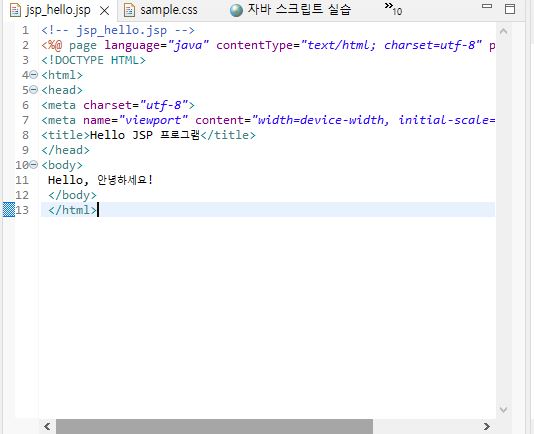 jsp_hello.jsp sample.css 자바 스크립트 실습 »10
1 <!-- jsp_hello.jsp -->
2 <%@ page language="java" contentType="text/html; charset=utf-8" p
3 <!DOCTYPE HTML>
4 <html>
5 <head>
6 <meta charset="utf-8">
7 <meta name="viewport" content="width=device-width, initial-scale=
8 <title>Hello JSP 프로그램</title>
9 </head>
10 <body>
11 Hello, 안녕하세요!
12 </body>
13 </html>